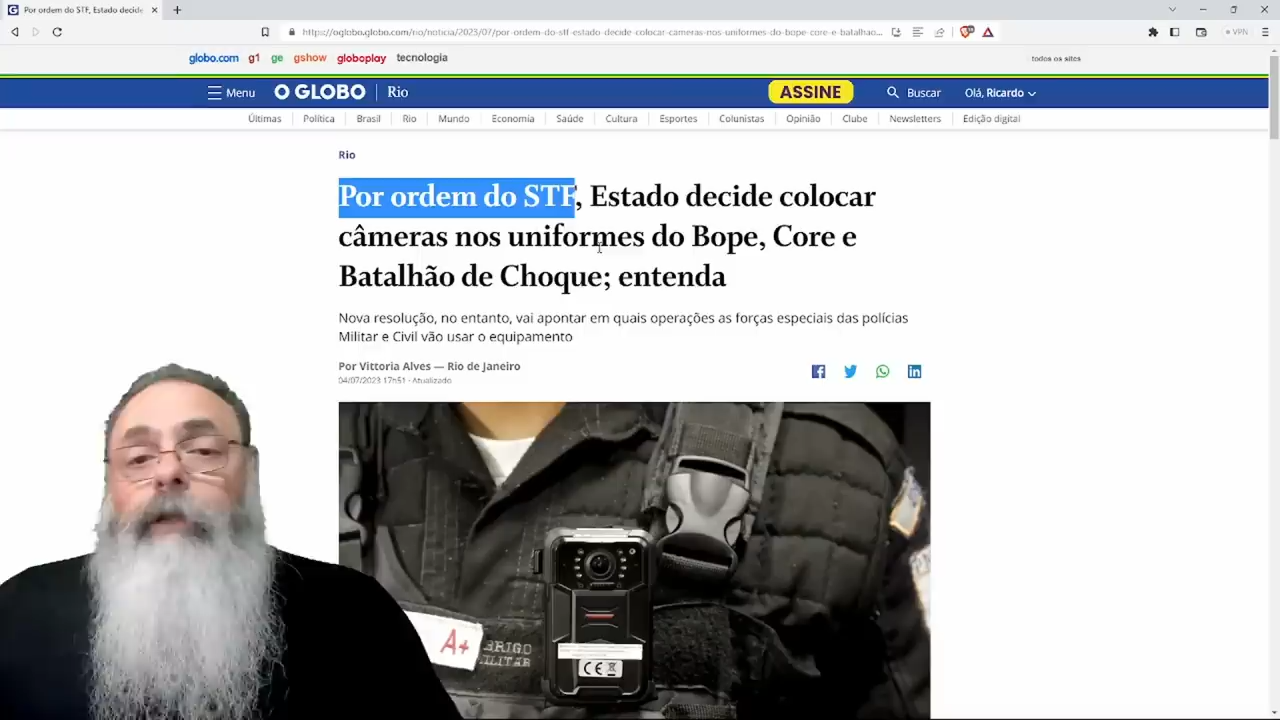 Por ordem do STF, Estado decide
https://oglobo.globo.com/rio/noticia/2023/07/por-ordem-do-stf-estado-decide-colocar-cameras-nos-uniformes-do-bope-core-e-batalhao...
VPN
globo.com g1 ge gshow globoplay tecnologia todos os sites
Menu O GLOBO Rio ASSINE Buscar Olá, Ricardo
Últimas Política Brasil Rio Mundo Economia Saúde Cultura Esportes Colunistas Opinião Clube Newsletters Edição digital
Rio
Por ordem do STF, Estado decide colocar
câmeras nos uniformes do Bope, Core e
Batalhão de Choque; entenda
Nova resolução, no entanto, vai apontar em quais operações as forças especiais das polícias
Militar e Civil vão usar o equipamento
Por Vittoria Alves — Rio de Janeiro
04/07/2023 17h51 · Atualizado
A+
BRIGO
MILITAR
CE